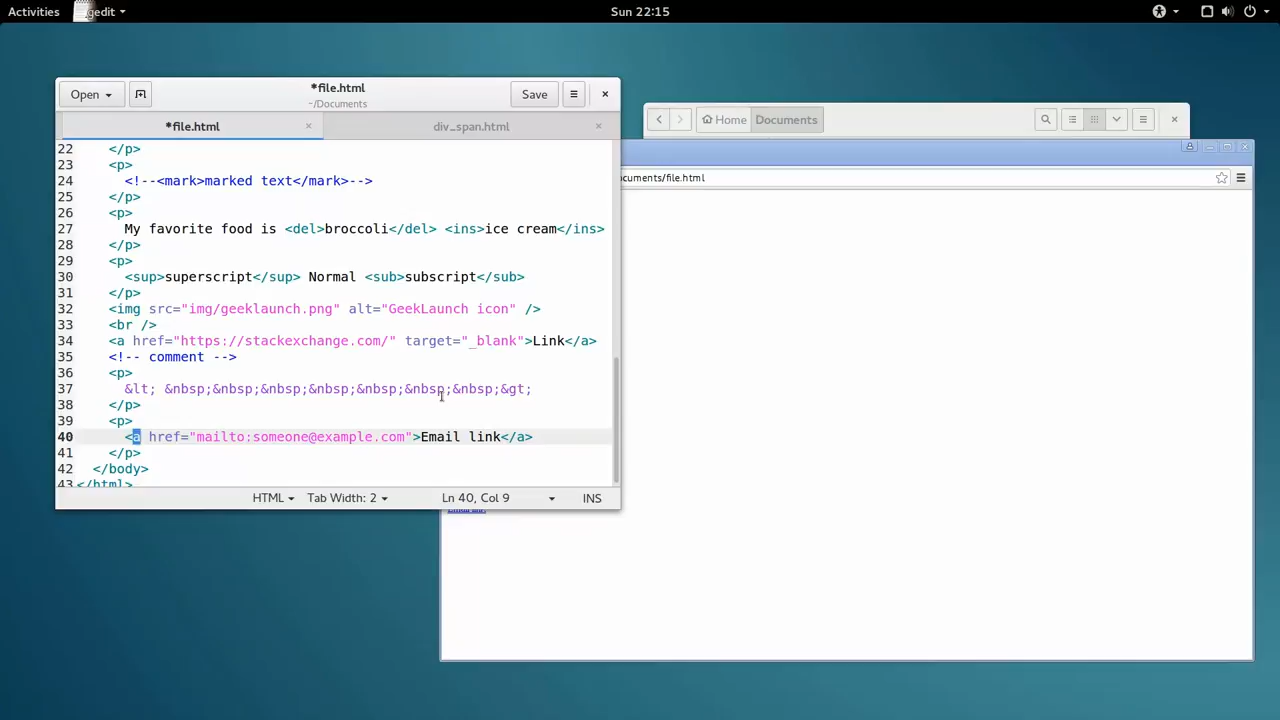 Activities gedit Sun 22:15
Open *file.html Save
~/Documents
*file.html div_span.html
Home Documents
ocuments/file.html
22 </p>
23 <p>
24 <!--<mark>marked text</mark>-->
25 </p>
26 <p>
27 My favorite food is <del>broccoli</del> <ins>ice cream</ins>
28 </p>
29 <p>
30 <sup>superscript</sup> Normal <sub>subscript</sub>
31 </p>
32 <img src="img/geeklaunch.png" alt="GeekLaunch icon" />
33 <br />
34 <a href="https://stackexchange.com/" target="_blank">Link</a>
35 <!-- comment -->
36 <p>
37 &lt; &nbsp;&nbsp;&nbsp;&nbsp;&nbsp;&nbsp;&nbsp;&gt;
38 </p>
39 <p>
40 <a href="mailto:someone@example.com">Email link</a>
41 </p>
42 </body>
43 </html>
HTML Tab Width: 2 Ln 40, Col 9 INS